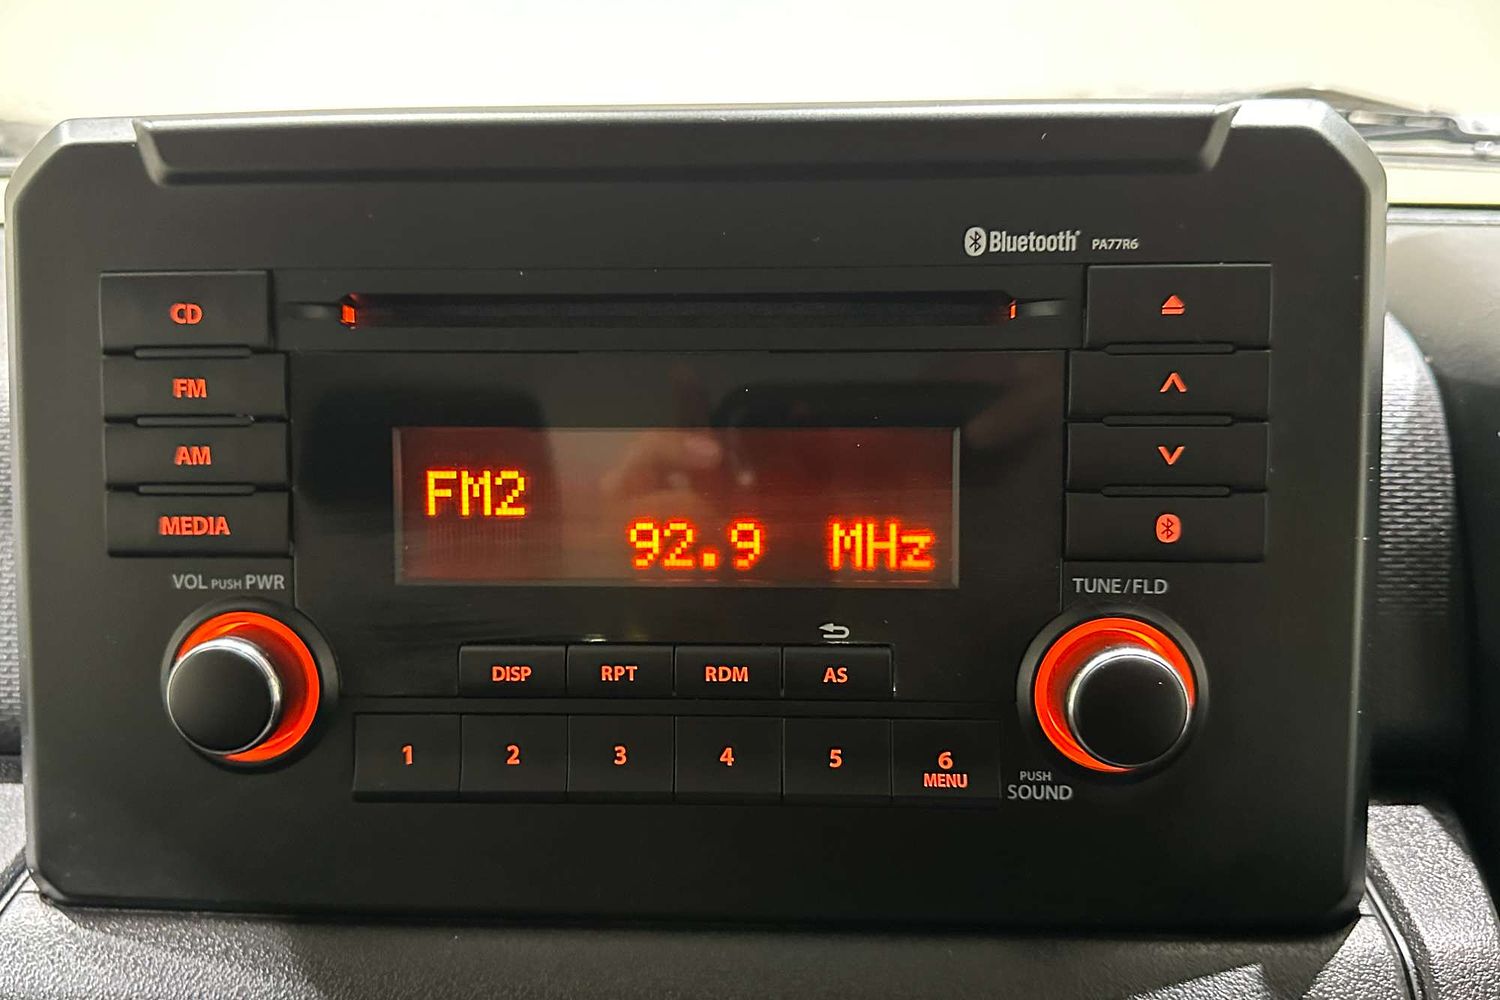 Bluetooth® PA77R6
CD
FM
AM
MEDIA
FM2
92.9 MHz
VOL PUSH PWR
TUNE/FLD
DISP RPT RDM AS
1 2 3 4 5 6
MENU
PUSH
SOUND